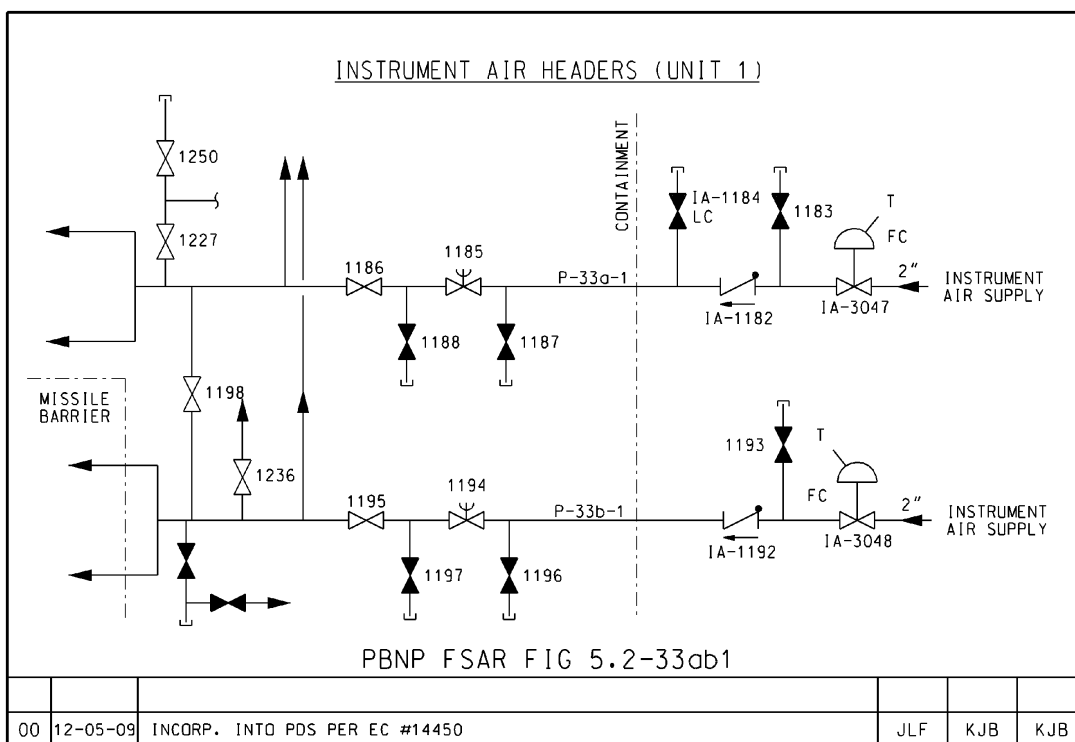 INSTRUMENT AIR HEADERS (UNIT 1)
1250
1227
CONTAINMENT
IA-1184
LC
1183
T
FC
1186
1185
P-33a-1
2"
INSTRUMENT
AIR SUPPLY
IA-1182
IA-3047
1188
1187
MISSILE
BARRIER
1198
1236
1193
T
FC
1195
1194
P-33b-1
2"
INSTRUMENT
AIR SUPPLY
IA-1192
IA-3048
1197
1196
PBNP FSAR FIG 5.2-33ab1
00 12-05-09 INCORP. INTO PDS PER EC #14450 JLF KJB KJB